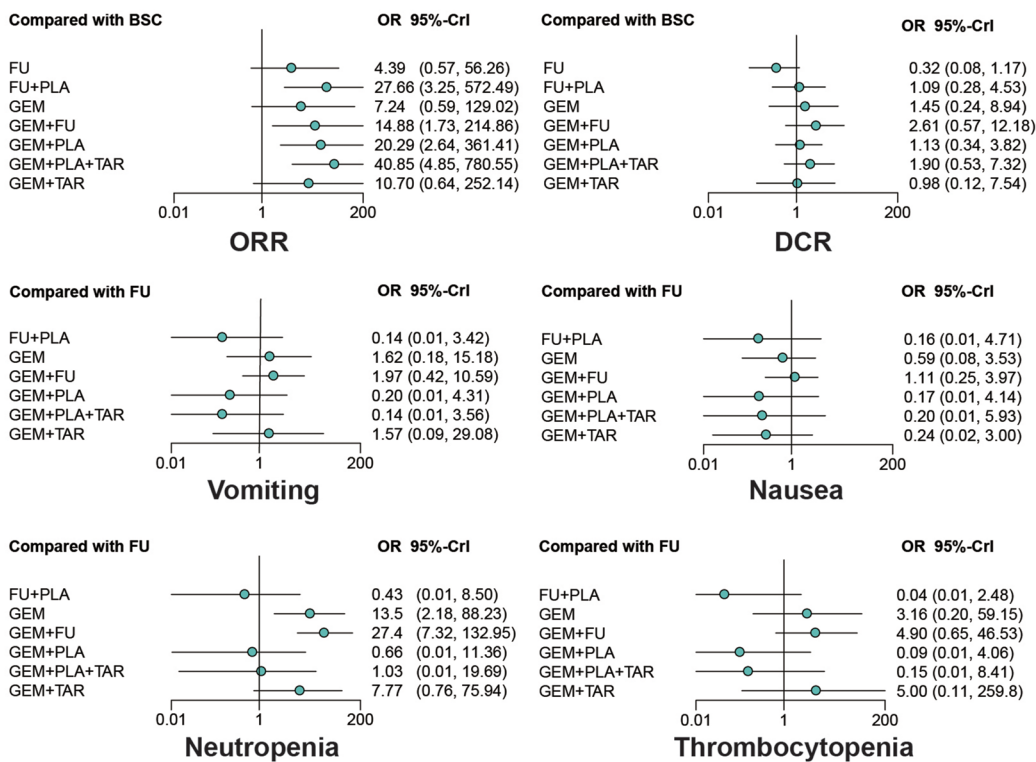 Compared with BSC OR 95%-CrI
FU 4.39 (0.57, 56.26)
FU+PLA 27.66 (3.25, 572.49)
GEM 7.24 (0.59, 129.02)
GEM+FU 14.88 (1.73, 214.86)
GEM+PLA 20.29 (2.64, 361.41)
GEM+PLA+TAR 40.85 (4.85, 780.55)
GEM+TAR 10.70 (0.64, 252.14)
0.01 1 200
ORR
Compared with BSC OR 95%-CrI
FU 0.32 (0.08, 1.17)
FU+PLA 1.09 (0.28, 4.53)
GEM 1.45 (0.24, 8.94)
GEM+FU 2.61 (0.57, 12.18)
GEM+PLA 1.13 (0.34, 3.82)
GEM+PLA+TAR 1.90 (0.53, 7.32)
GEM+TAR 0.98 (0.12, 7.54)
0.01 1 200
DCR
Compared with FU OR 95%-CrI
FU+PLA 0.14 (0.01, 3.42)
GEM 1.62 (0.18, 15.18)
GEM+FU 1.97 (0.42, 10.59)
GEM+PLA 0.20 (0.01, 4.31)
GEM+PLA+TAR 0.14 (0.01, 3.56)
GEM+TAR 1.57 (0.09, 29.08)
0.01 1 200
Vomiting
Compared with FU OR 95%-CrI
FU+PLA 0.16 (0.01, 4.71)
GEM 0.59 (0.08, 3.53)
GEM+FU 1.11 (0.25, 3.97)
GEM+PLA 0.17 (0.01, 4.14)
GEM+PLA+TAR 0.20 (0.01, 5.93)
GEM+TAR 0.24 (0.02, 3.00)
0.01 1 200
Nausea
Compared with FU OR 95%-CrI
FU+PLA 0.43 (0.01, 8.50)
GEM 13.5 (2.18, 88.23)
GEM+FU 27.4 (7.32, 132.95)
GEM+PLA 0.66 (0.01, 11.36)
GEM+PLA+TAR 1.03 (0.01, 19.69)
GEM+TAR 7.77 (0.76, 75.94)
0.01 1 200
Neutropenia
Compared with FU OR 95%-CrI
FU+PLA 0.04 (0.01, 2.48)
GEM 3.16 (0.20, 59.15)
GEM+FU 4.90 (0.65, 46.53)
GEM+PLA 0.09 (0.01, 4.06)
GEM+PLA+TAR 0.15 (0.01, 8.41)
GEM+TAR 5.00 (0.11, 259.8)
0.01 1 200
Thrombocytopenia